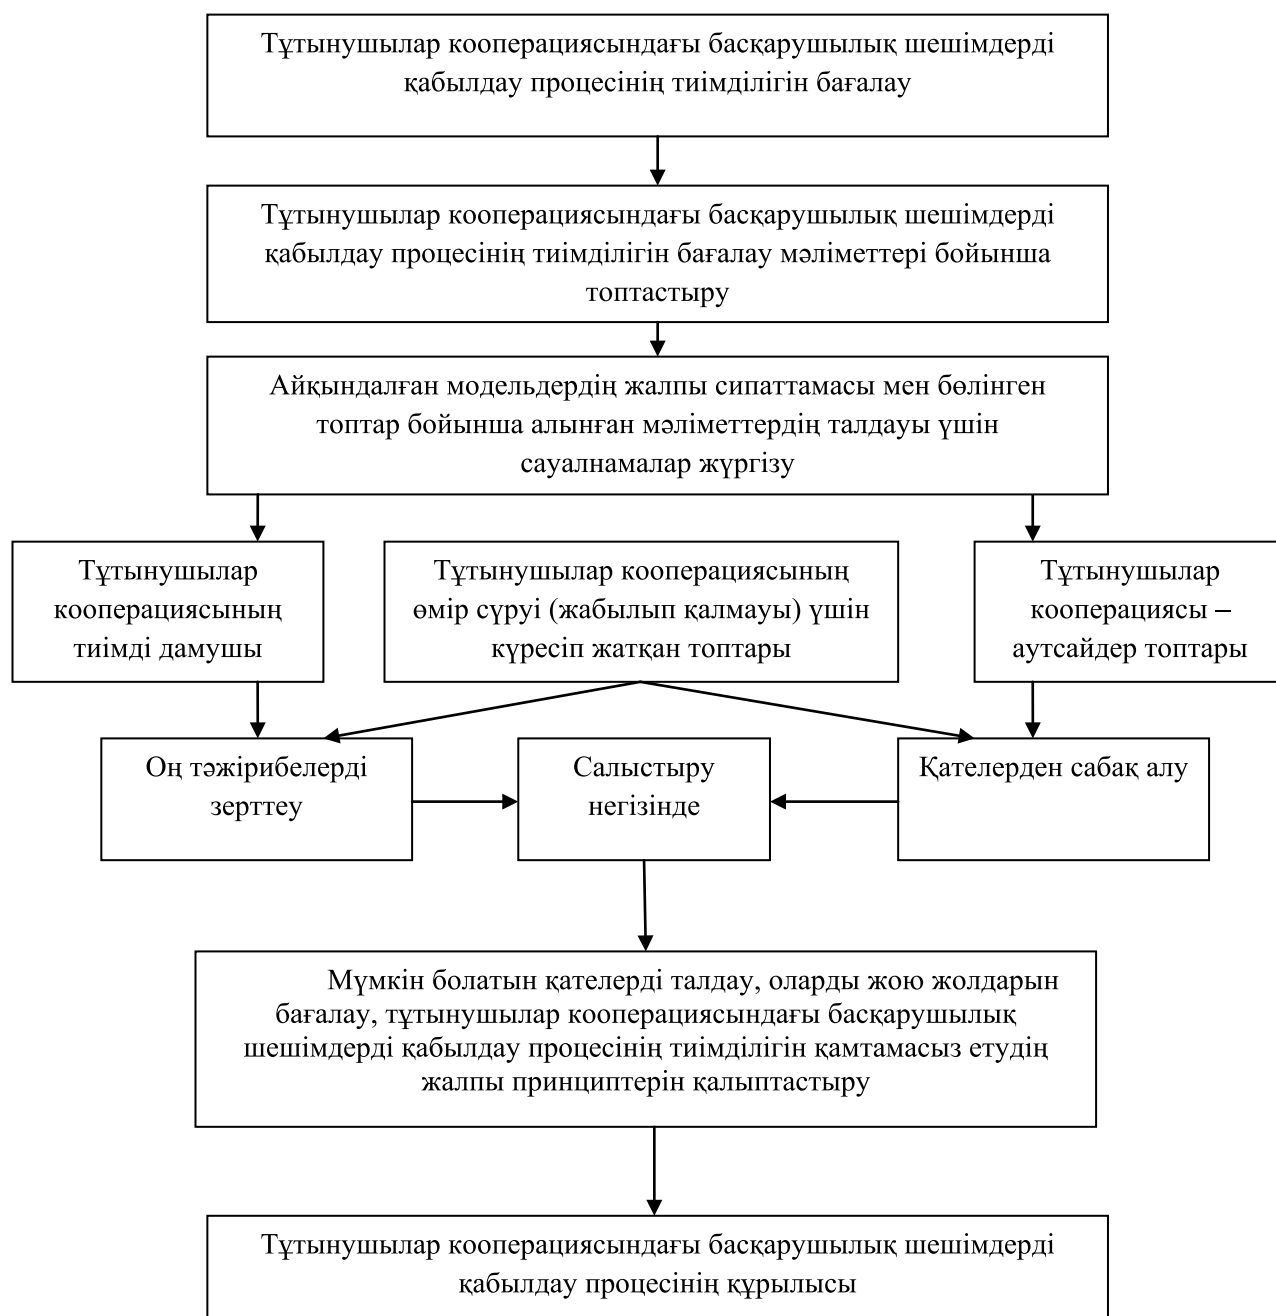 Тұтынушылар кооперациясындағы басқарушылық шешімдерді
қабылдау процесінің тиімділігін бағалау
Тұтынушылар кооперациясындағы басқарушылық шешімдерді
қабылдау процесінің тиімділігін бағалау мәліметтері бойынша
топтастыру
Айқындалған модельдердің жалпы сипаттамасы мен бөлінген
топтар бойынша алынған мәліметтердің талдауы үшін
сауалнамалар жүргізу
Тұтынушылар
кооперациясының
тиімді дамушы
Тұтынушылар кооперациясының
өмір сүруі (жабылып қалмауы) үшін
күресіп жатқан топтары
Тұтынушылар
кооперациясы –
аутсайдер топтары
Оң тәжірибелерді
зерттеу
Салыстыру
негізінде
Қателерден сабақ алу
Мүмкін болатын қателерді талдау, оларды жою жолдарын
бағалау, тұтынушылар кооперациясындағы басқарушылық
шешімдерді қабылдау процесінің тиімділігін қамтамасыз етудің
жалпы принциптерін қалыптастыру
Тұтынушылар кооперациясындағы басқарушылық шешімдерді
қабылдау процесінің құрылысы